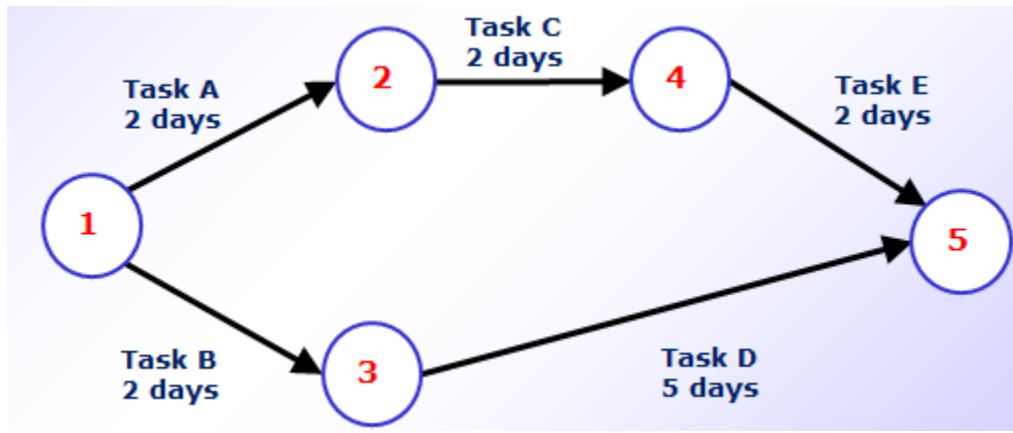 Task C
2 days
Task A
2 days
2
4
Task E
2 days
1
5
Task B
2 days
3
Task D
5 days